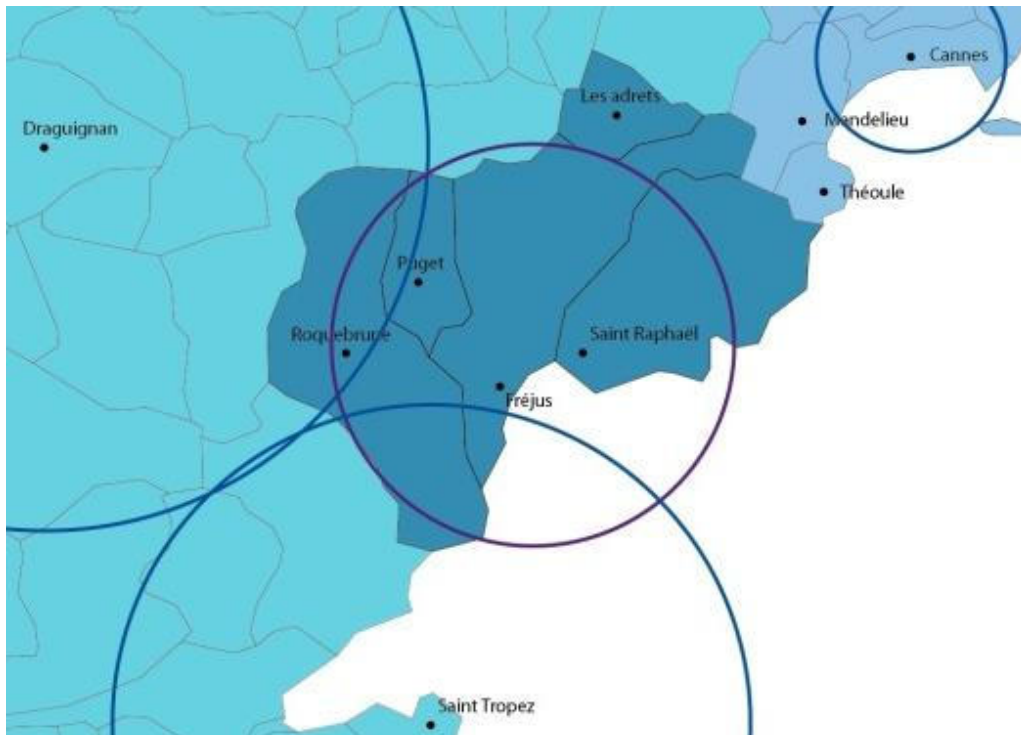 Cannes
Les adrets
Draguignan
Mandelieu
Théoule
Puget
Roquebrune
Saint Raphaël
Fréjus
Saint Tropez